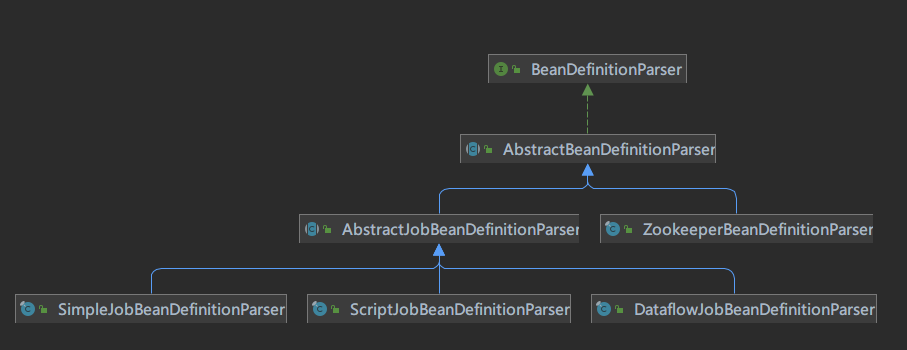 BeanDefinitionParser
AbstractBeanDefinitionParser
AbstractJobBeanDefinitionParser
ZookeeperBeanDefinitionParser
SimpleJobBeanDefinitionParser
ScriptJobBeanDefinitionParser
DataflowJobBeanDefinitionParser